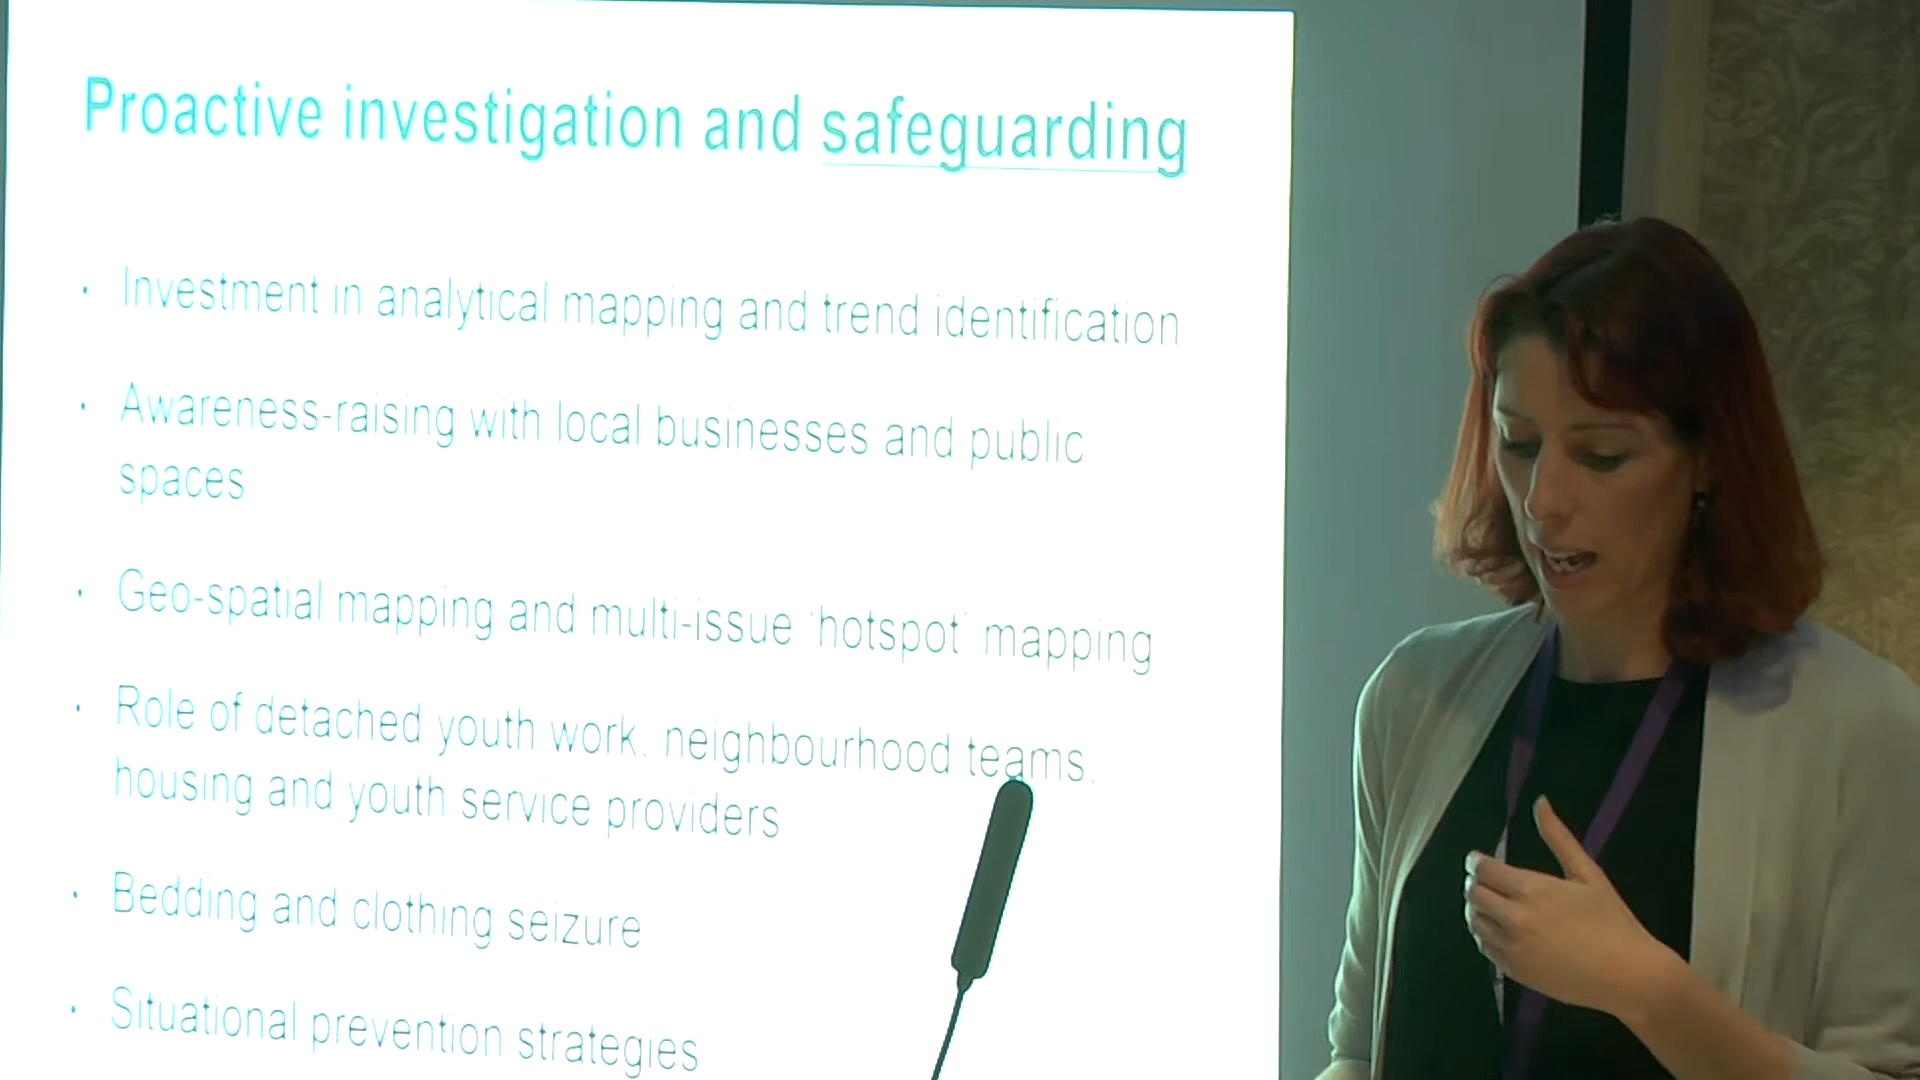 Proactive investigation and safeguarding
• Investment in analytical mapping and trend identification
• Awareness-raising with local businesses and public
spaces
• Geo-spatial mapping and multi-issue 'hotspot' mapping
• Role of detached youth work, neighbourhood teams,
housing and youth service providers
• Bedding and clothing seizure
• Situational prevention strategies